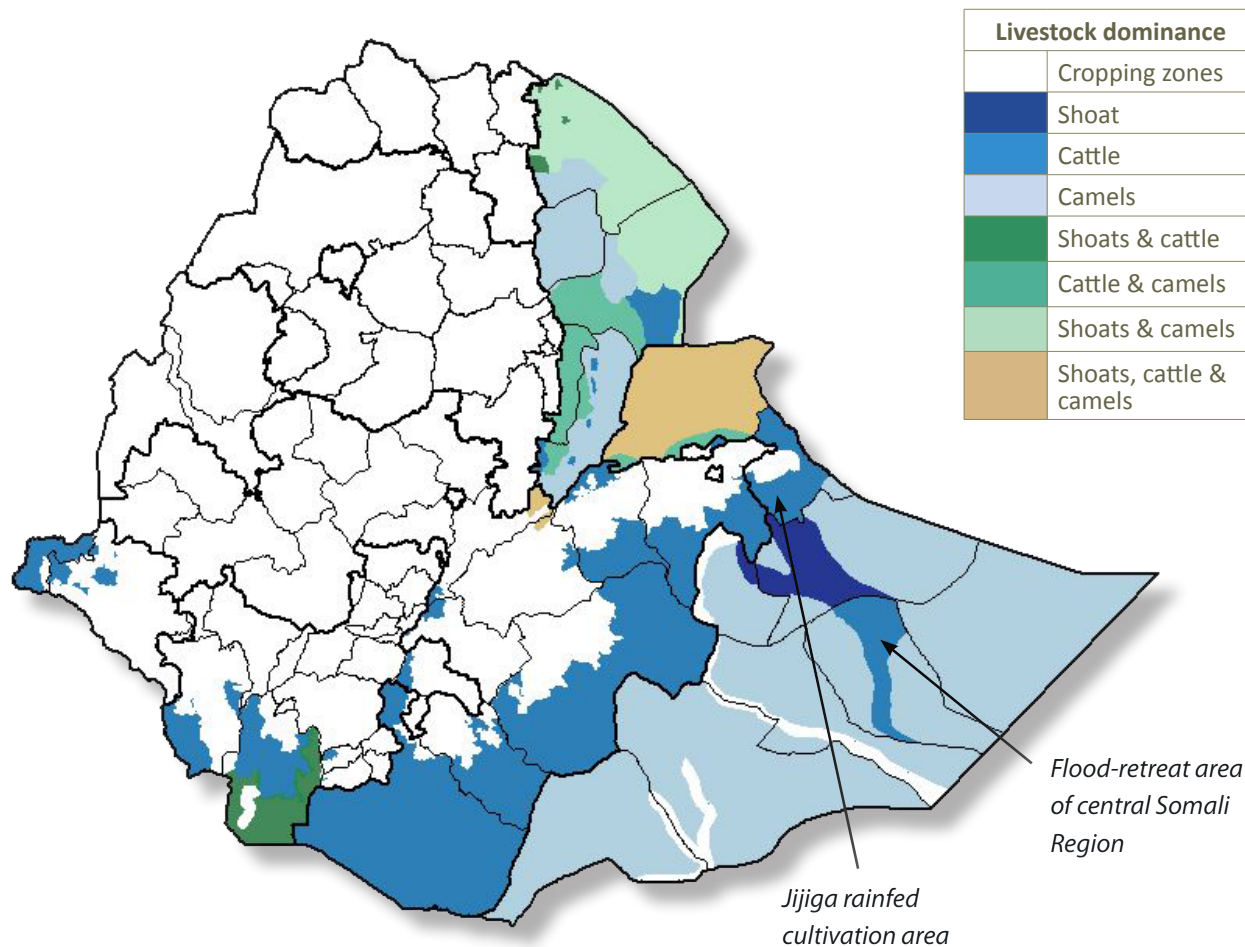 Livestock dominance
Cropping zones
Shoat
Cattle
Camels
Shoats & cattle
Cattle & camels
Shoats & camels
Shoats, cattle &
camels
Flood-retreat area
of central Somali
Region
Jijiga rainfed
cultivation area